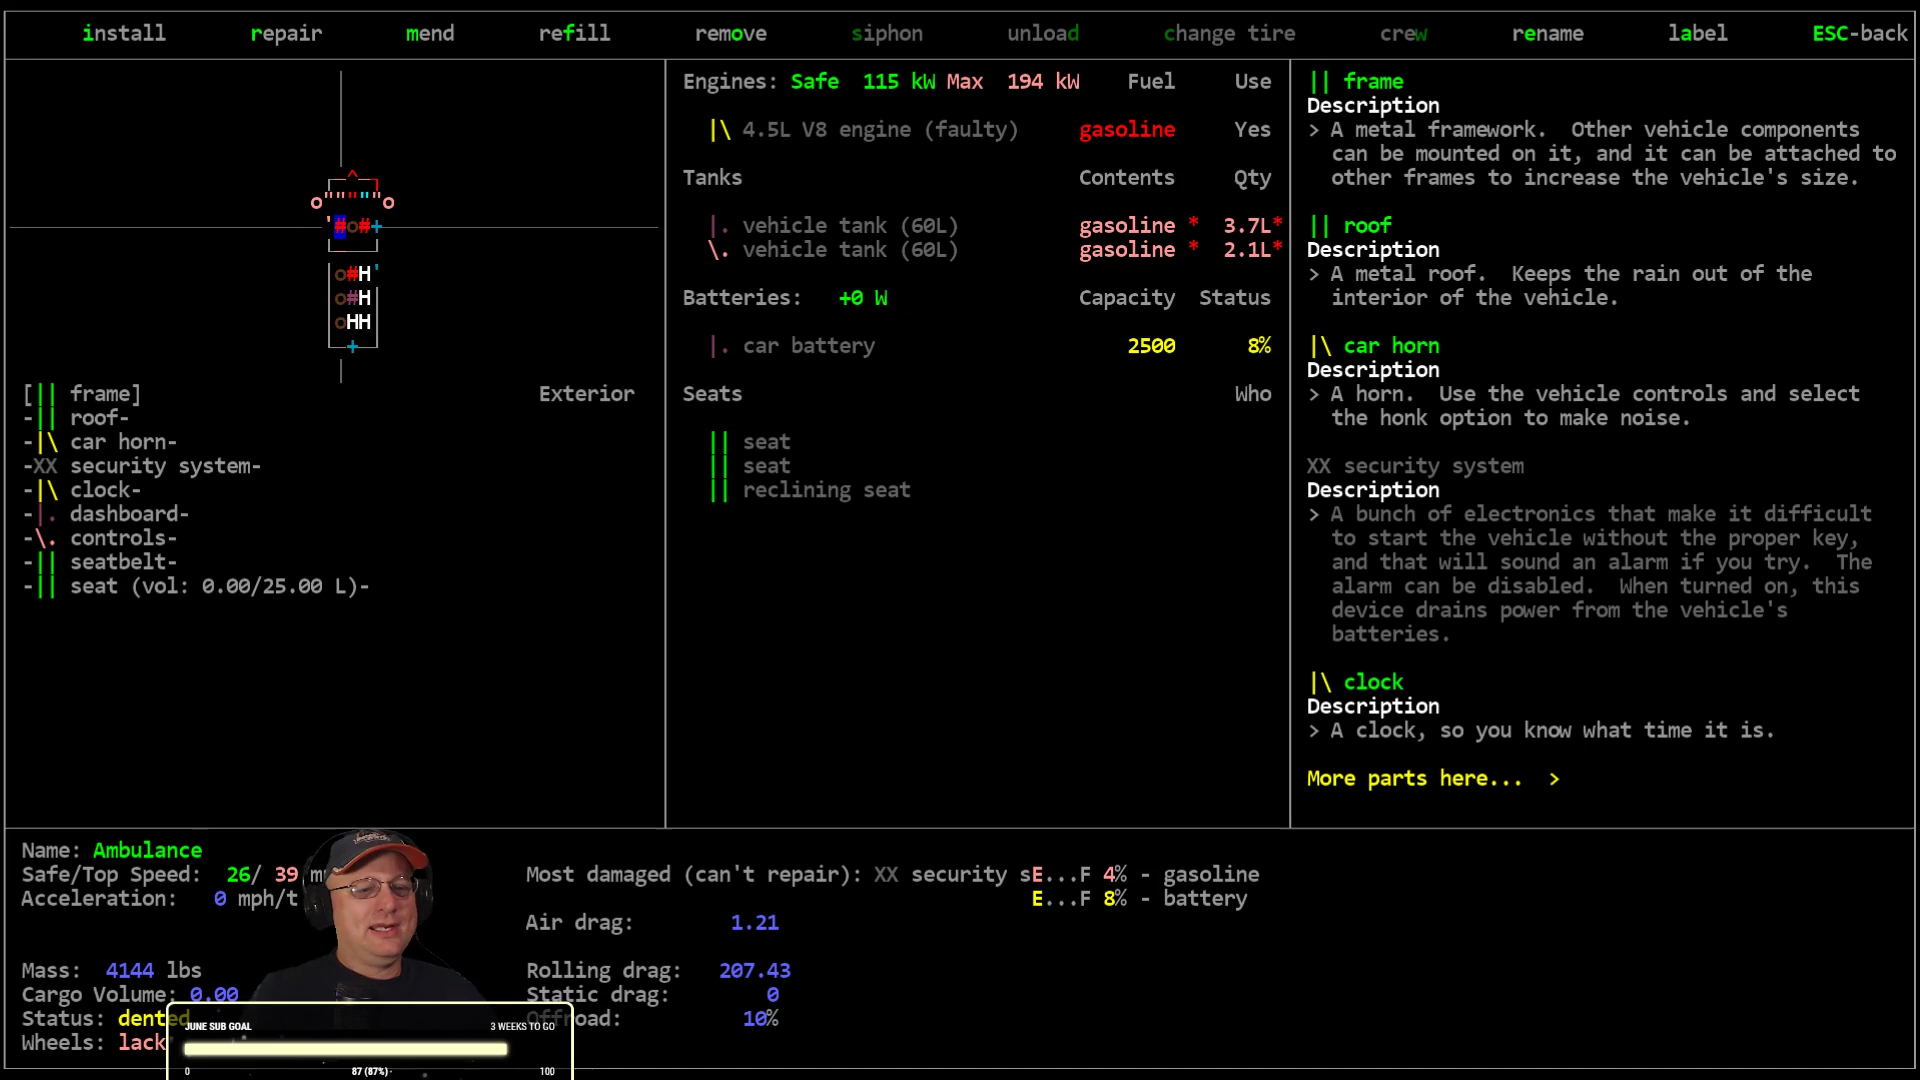 install repair mend refill remove siphon unload change tire crew rename label ESC-back
Engines: Safe 115 kW Max 194 kW Fuel Use
|\ 4.5L V8 engine (faulty) gasoline Yes
Tanks Contents Qty
|. vehicle tank (60L) gasoline * 3.7L*
\. vehicle tank (60L) gasoline * 2.1L*
Batteries: +0 W Capacity Status
|. car battery 2500 8%
Seats Who
|| seat
|| seat
|| reclining seat
[|| frame] Exterior
-|| roof-
-|\ car horn-
-XX security system-
-|\ clock-
-|. dashboard-
-\. controls-
-|| seatbelt-
-|| seat (vol: 0.00/25.00 L)-
|| frame
Description
> A metal framework. Other vehicle components
can be mounted on it, and it can be attached to
other frames to increase the vehicle's size.
|| roof
Description
> A metal roof. Keeps the rain out of the
interior of the vehicle.
|\ car horn
Description
> A horn. Use the vehicle controls and select
the honk option to make noise.
XX security system
Description
> A bunch of electronics that make it difficult
to start the vehicle without the proper key,
and that will sound an alarm if you try. The
alarm can be disabled. When turned on, this
device drains power from the vehicle's
batteries.
|\ clock
Description
> A clock, so you know what time it is.
More parts here... >
Name: Ambulance
Safe/Top Speed: 26/ 39 m
Acceleration: 0 mph/t
Mass: 4144 lbs
Cargo Volume: 0.00
Status: dented
Wheels: lack
Most damaged (can't repair): XX security sE...F 4% - gasoline
E...F 8% - battery
Air drag: 1.21
Rolling drag: 207.43
Static drag: 0
Offroad: 10%
JUNE SUB GOAL 3 WEEKS TO GO
0 87 (87%) 100